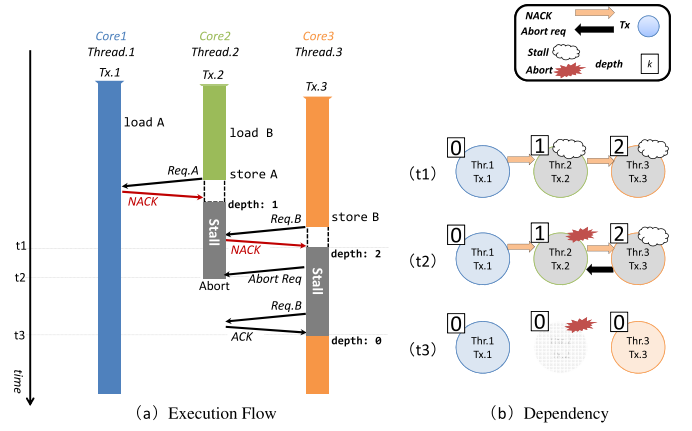 Core1 Core2 Core3
Thread.1 Thread.2 Thread.3
Tx.1 Tx.2 Tx.3
load A
load B
Req.A
store A
NACK
depth: 1
Req.B
store B
Stall
t1
NACK
depth: 2
Abort Req
Stall
t2
Abort
Req.B
ACK
t3
depth: 0
time
(a) Execution Flow
NACK
Abort req
Tx
Stall
Abort
depth
k
(t1)
0 1 2
Thr.1 Thr.2 Thr.3
Tx.1 Tx.2 Tx.3
(t2)
0 1 2
Thr.1 Thr.2 Thr.3
Tx.1 Tx.2 Tx.3
(t3)
0 0 0
Thr.1 Thr.3
Tx.1 Tx.3
(b) Dependency